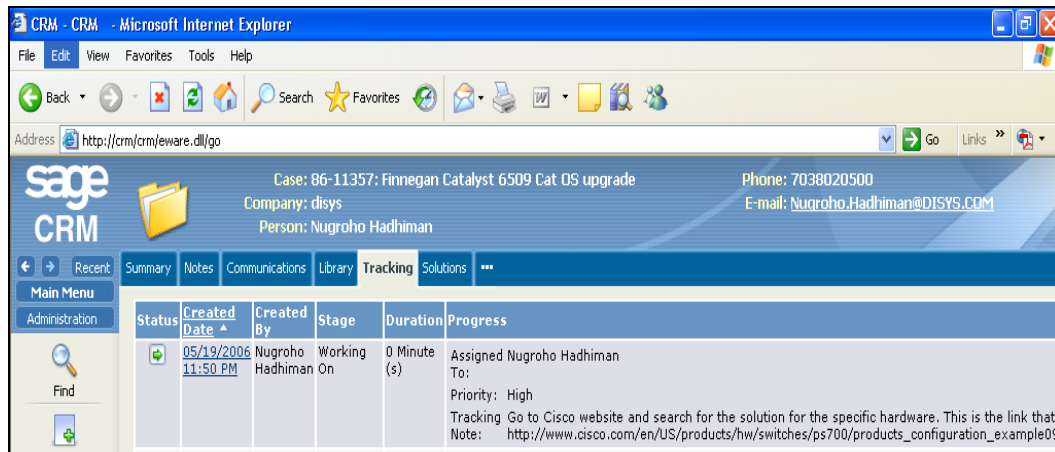 CRM - CRM - Microsoft Internet Explorer
File Edit View Favorites Tools Help
Back Search Favorites
Address http://crm/crm/eware.dll/go Go Links »
sage
CRM
Case: 86-11357: Finnegan Catalyst 6509 Cat OS upgrade
Company: disys
Person: Nugroho Hadhiman
Phone: 7038020500
E-mail: Nugroho.Hadhiman@DISYS.COM
Recent
Main Menu
Administration
Find
Summary Notes Communications Library Tracking Solutions
Status Created Date Created By Stage Duration Progress
05/19/2006 11:50 PM Nugroho Hadhiman Working On 0 Minute (s)
Assigned To: Nugroho Hadhiman
Priority: High
Tracking Note: Go to Cisco website and search for the solution for the specific hardware. This is the link that
http://www.cisco.com/en/US/products/hw/switches/ps700/products_configuration_example09